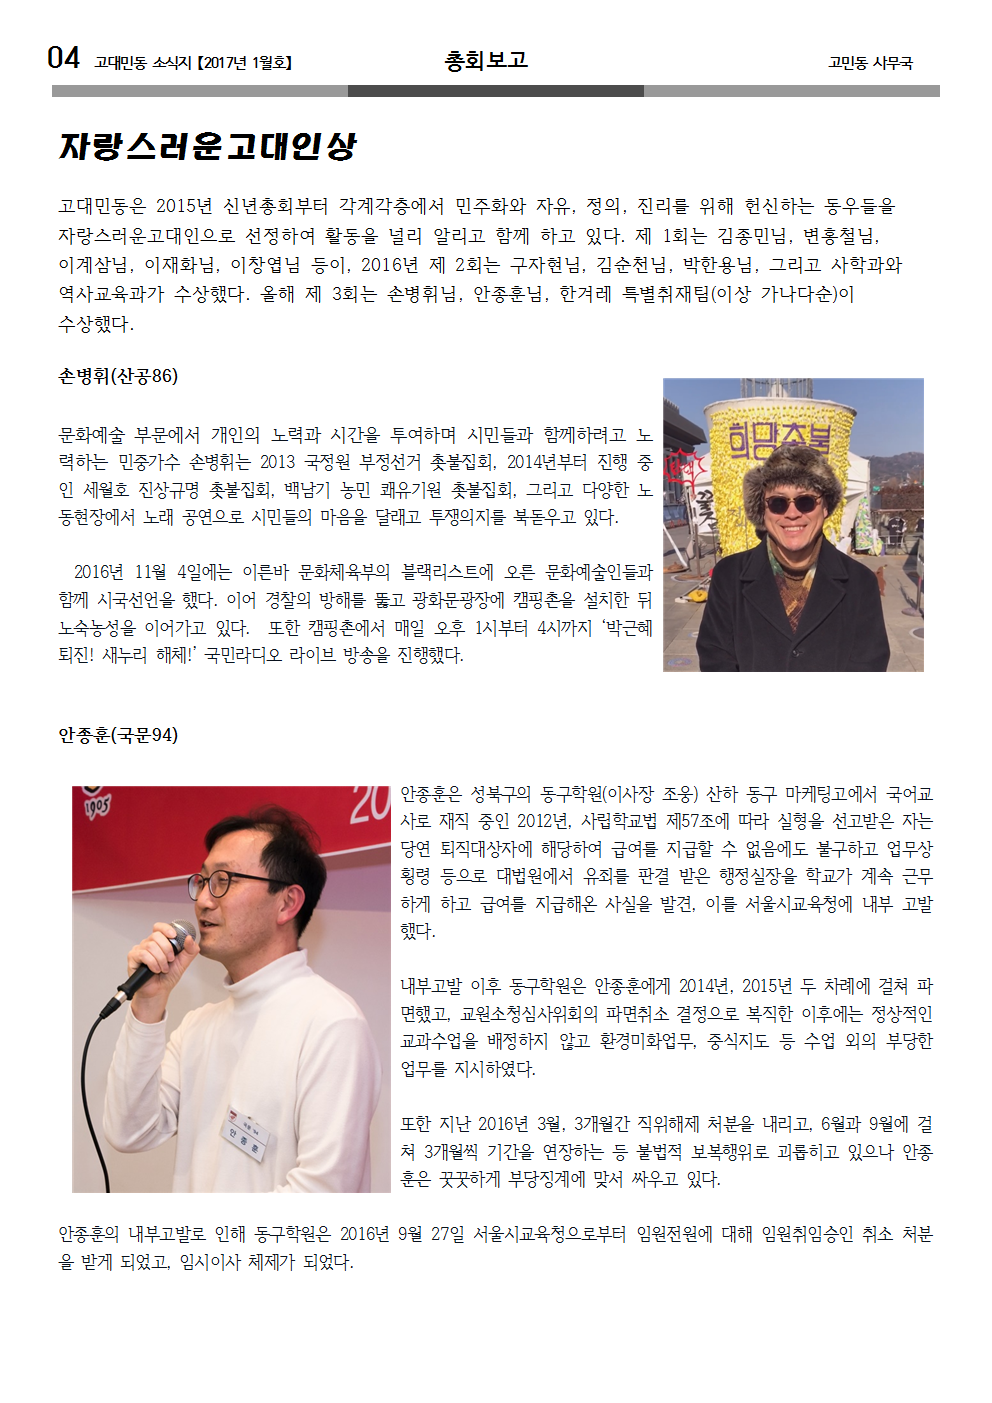 04 고대민동 소식지 【2017년 1월호】 총회보고 고민동 사무국
자랑스러운고대인상
고대민동은 2015년 신년총회부터 각계각층에서 민주화와 자유, 정의, 진리를 위해 헌신하는 동우들을
자랑스러운고대인으로 선정하여 활동을 널리 알리고 함께 하고 있다. 제 1회는 김종민님, 변홍철님,
이계삼님, 이재화님, 이창엽님 등이, 2016년 제 2회는 구자현님, 김순천님, 박한용님, 그리고 사학과와
역사교육과가 수상했다. 올해 제 3회는 손병휘님, 안종훈님, 한겨레 특별취재팀(이상 가나다순)이
수상했다.
손병휘(산공86)
문화예술 부문에서 개인의 노력과 시간을 투여하며 시민들과 함께하려고 노
력하는 민중가수 손병휘는 2013 국정원 부정선거 촛불집회, 2014년부터 진행 중
인 세월호 진상규명 촛불집회, 백남기 농민 쾌유기원 촛불집회, 그리고 다양한 노
동현장에서 노래 공연으로 시민들의 마음을 달래고 투쟁의지를 북돋우고 있다.
2016년 11월 4일에는 이른바 문화체육부의 블랙리스트에 오른 문화예술인들과
함께 시국선언을 했다. 이어 경찰의 방해를 뚫고 광화문광장에 캠핑촌을 설치한 뒤
노숙농성을 이어가고 있다. 또한 캠핑촌에서 매일 오후 1시부터 4시까지 ‘박근혜
퇴진! 새누리 해체!’ 국민라디오 라이브 방송을 진행했다.
희망촛불
안종훈(국문94)
1905
20
안종훈
안종훈은 성북구의 동구학원(이사장 조웅) 산하 동구 마케팅고에서 국어교
사로 재직 중인 2012년, 사립학교법 제57조에 따라 실형을 선고받은 자는
당연 퇴직대상자에 해당하여 급여를 지급할 수 없음에도 불구하고 업무상
횡령 등으로 대법원에서 유죄를 판결 받은 행정실장을 학교가 계속 근무
하게 하고 급여를 지급해온 사실을 발견, 이를 서울시교육청에 내부 고발
했다.
내부고발 이후 동구학원은 안종훈에게 2014년, 2015년 두 차례에 걸쳐 파
면했고, 교원소청심사위회의 파면취소 결정으로 복직한 이후에는 정상적인
교과수업을 배정하지 않고 환경미화업무, 중식지도 등 수업 외의 부당한
업무를 지시하였다.
또한 지난 2016년 3월, 3개월간 직위해제 처분을 내리고, 6월과 9월에 걸
쳐 3개월씩 기간을 연장하는 등 불법적 보복행위로 괴롭히고 있으나 안종
훈은 꿋꿋하게 부당징계에 맞서 싸우고 있다.
안종훈의 내부고발로 인해 동구학원은 2016년 9월 27일 서울시교육청으로부터 임원전원에 대해 임원취임승인 취소 처분
을 받게 되었고, 임시이사 체제가 되었다.